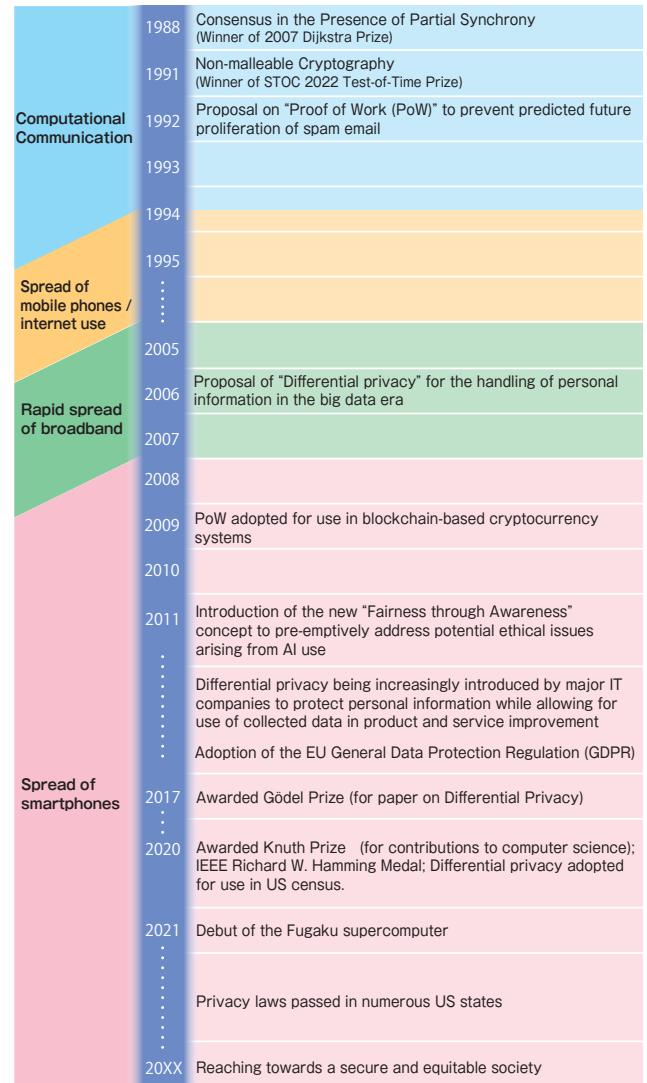 1988
Consensus in the Presence of Partial Synchrony
(Winner of 2007 Dijkstra Prize)
1991
Non-malleable Cryptography
(Winner of STOC 2022 Test-of-Time Prize)
Computational
Communication
1992
Proposal on “Proof of Work (PoW)” to prevent predicted future
proliferation of spam email
1993
1994
1995
Spread of
mobile phones /
internet use
2005
2006
Proposal of “Differential privacy” for the handling of personal
information in the big data era
Rapid spread
of broadband
2007
2008
2009
PoW adopted for use in blockchain-based cryptocurrency
systems
2010
2011
Introduction of the new “Fairness through Awareness”
concept to pre-emptively address potential ethical issues
arising from AI use
Differential privacy being increasingly introduced by major IT
companies to protect personal information while allowing for
use of collected data in product and service improvement
Adoption of the EU General Data Protection Regulation (GDPR)
Spread of
smartphones
2017
Awarded Gödel Prize (for paper on Differential Privacy)
2020
Awarded Knuth Prize (for contributions to computer science);
IEEE Richard W. Hamming Medal; Differential privacy adopted
for use in US census.
2021
Debut of the Fugaku supercomputer
Privacy laws passed in numerous US states
20XX
Reaching towards a secure and equitable society